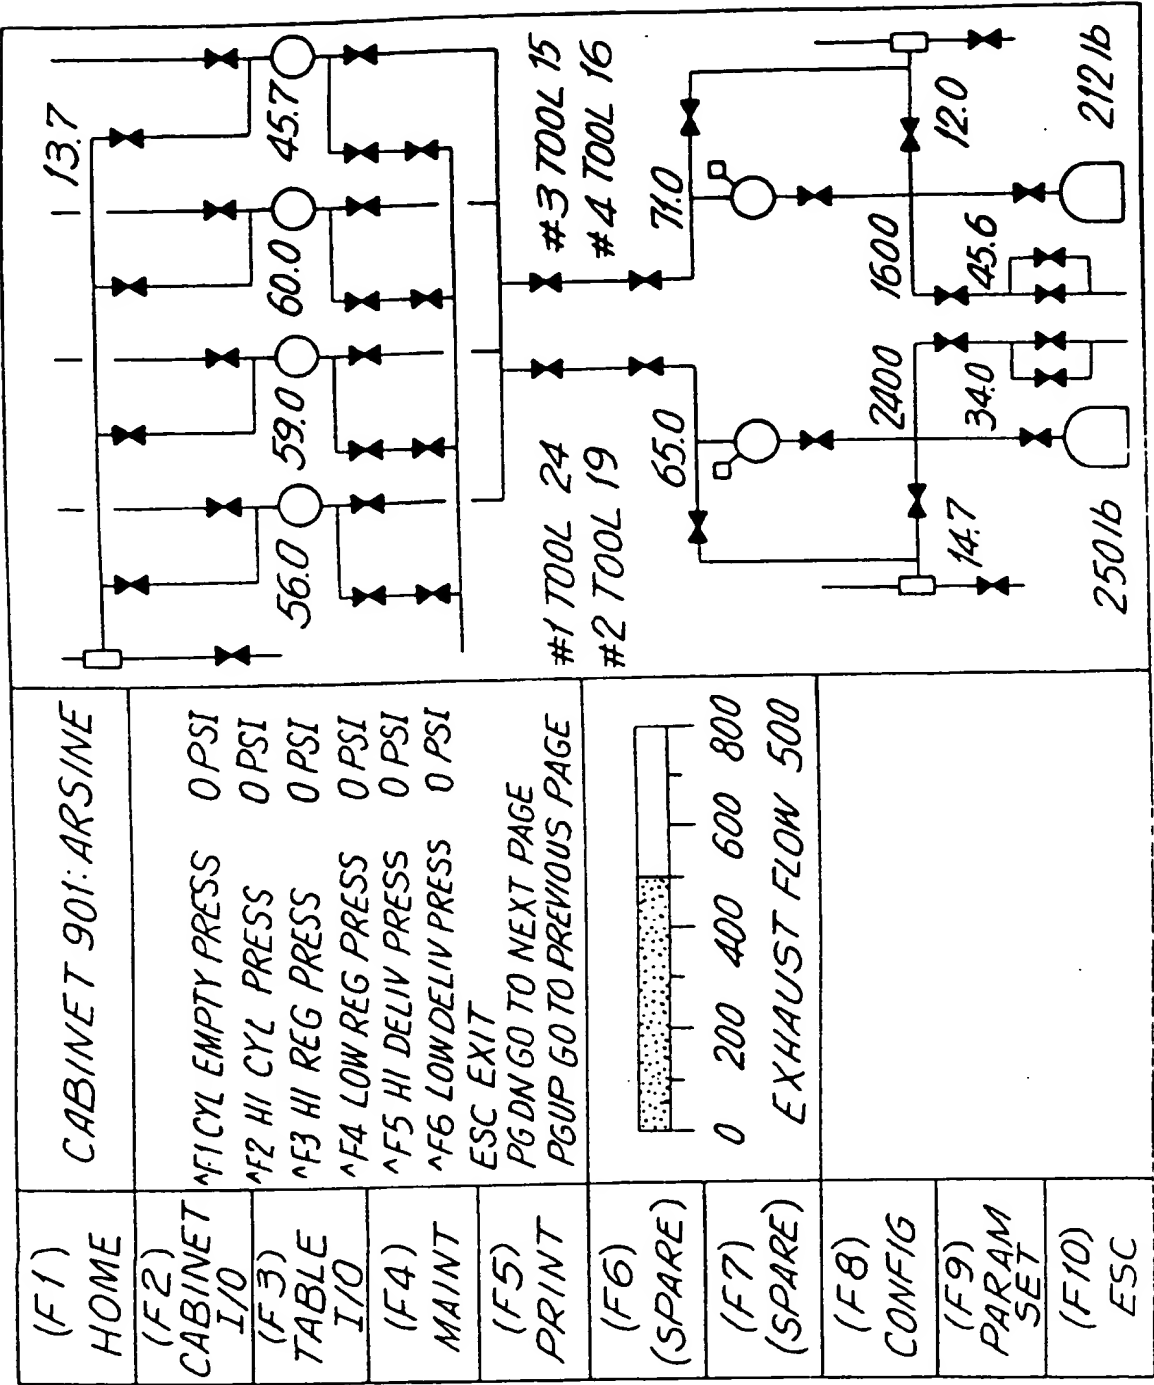 (F1)
HOME
(F2)
CABINET
I/O
(F3)
TABLE
I/O
(F4)
MAINT
(F5)
PRINT
(F6)
(SPARE)
(F7)
(SPARE)
(F8)
CONFIG
(F9)
PARAM
SET
(F10)
ESC
CABINET 901: ARSINE
^F1 CYL EMPTY PRESS 0 PSI
^F2 HI CYL PRESS 0 PSI
^F3 HI REG PRESS 0 PSI
^F4 LOW REG PRESS 0 PSI
^F5 HI DELIV PRESS 0 PSI
^F6 LOW DELIV PRESS 0 PSI
ESC EXIT
PG DN GO TO NEXT PAGE
PGUP GO TO PREVIOUS PAGE
0 200 400 600 800
EXHAUST FLOW 500
13.7
56.0 59.0 60.0 45.7
#1 TOOL 24
#2 TOOL 19
#3 TOOL 15
#4 TOOL 16
65.0 71.0
2400 1600
14.7 34.0 45.6 12.0
250 lb 212 lb